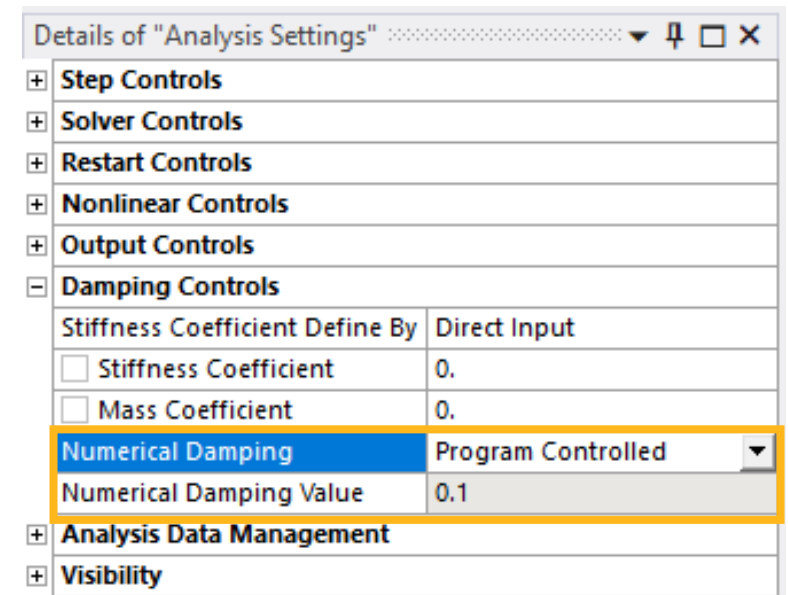 Details of "Analysis Settings"
Step Controls
Solver Controls
Restart Controls
Nonlinear Controls
Output Controls
Damping Controls
Stiffness Coefficient Define By Direct Input
Stiffness Coefficient 0.
Mass Coefficient 0.
Numerical Damping Program Controlled
Numerical Damping Value 0.1
Analysis Data Management
Visibility